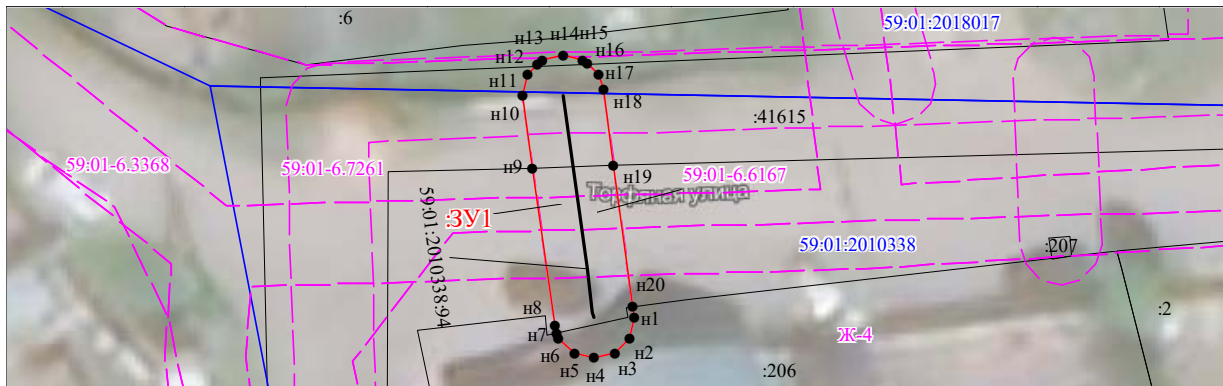 :6
59:01:2018017
н13
н14
н15
н16
н12
н17
н11
н18
н10
:41615
н9
н19
59:01-6.3368
59:01-6.7261
59:01-6.6167
Торфяная улица
:ЗУ1
59:01:2010338:94
59:01:2010338
:207
н20
н8
н1
н7
н6
н2
н5
н4
н3
Ж-4
:2
:206